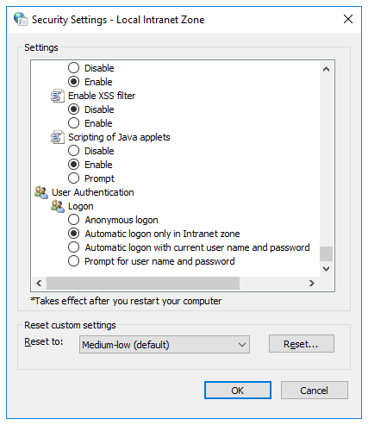 Security Settings - Local Intranet Zone
Settings
Disable
Enable
Enable XSS filter
Disable
Enable
Scripting of Java applets
Disable
Enable
Prompt
User Authentication
Logon
Anonymous logon
Automatic logon only in Intranet zone
Automatic logon with current user name and password
Prompt for user name and password
*Takes effect after you restart your computer
Reset custom settings
Reset to:
Medium-low (default)
Reset...
OK
Cancel